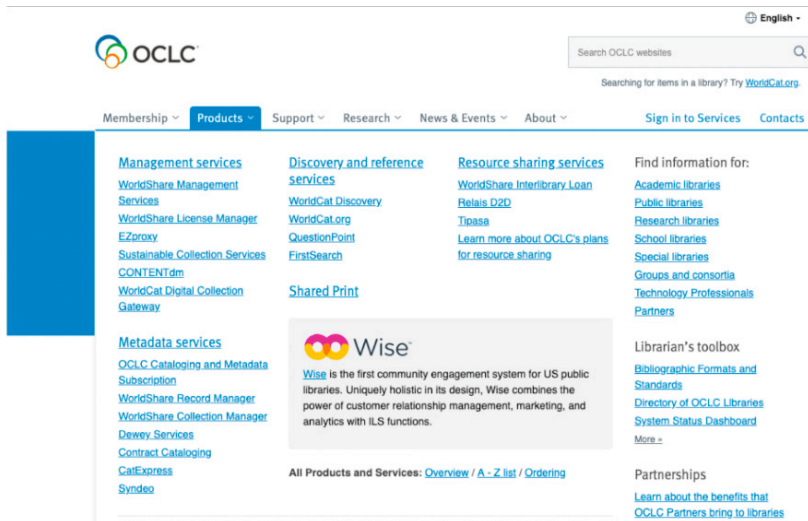 English
OCLC
Search OCLC websites
Searching for items in a library? Try WorldCat.org.
Membership
Products
Support
Research
News & Events
About
Sign in to Services
Contacts
Management services
WorldShare Management
Services
WorldShare License Manager
EZproxy
Sustainable Collection Services
CONTENTdm
WorldCat Digital Collection
Gateway
Metadata services
OCLC Cataloging and Metadata
Subscription
WorldShare Record Manager
WorldShare Collection Manager
Dewey Services
Contract Cataloging
CatExpress
Syndeo
Discovery and reference
services
WorldCat Discovery
WorldCat.org
QuestionPoint
FirstSearch
Shared Print
Resource sharing services
WorldShare Interlibrary Loan
Relais D2D
Tipasa
Learn more about OCLC's plans
for resource sharing
Wise
Wise is the first community engagement system for US public
libraries. Uniquely holistic in its design, Wise combines the
power of customer relationship management, marketing, and
analytics with ILS functions.
All Products and Services: Overview / A - Z list / Ordering
Find information for:
Academic libraries
Public libraries
Research libraries
School libraries
Special libraries
Groups and consortia
Technology Professionals
Partners
Librarian's toolbox
Bibliographic Formats and
Standards
Directory of OCLC Libraries
System Status Dashboard
More »
Partnerships
Learn about the benefits that
OCLC Partners bring to libraries